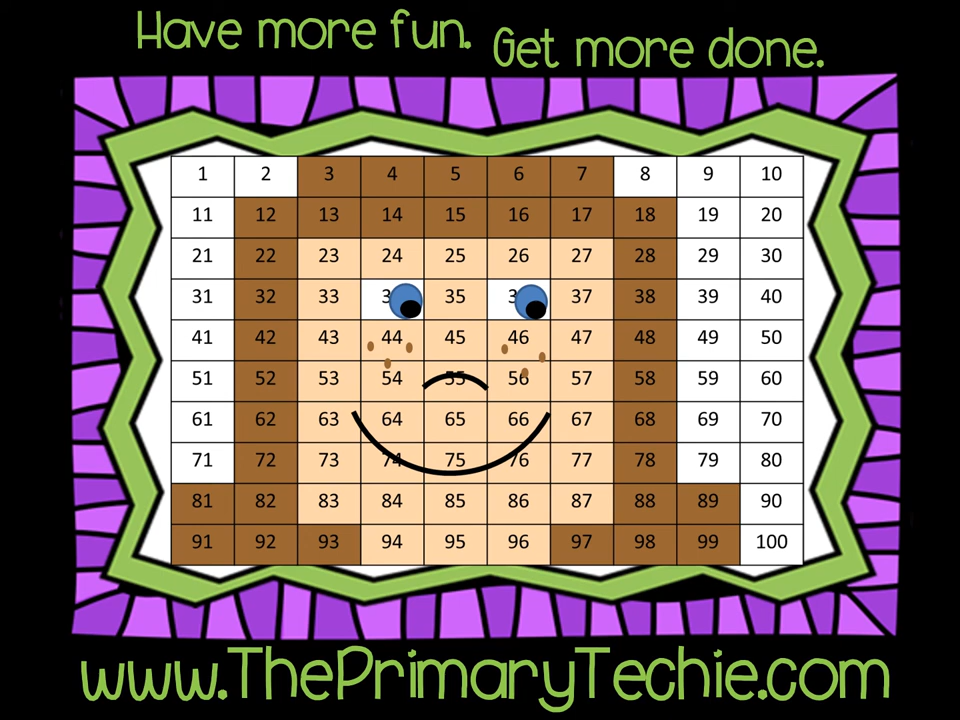 Have more fun. Get more done.
1 2 3 4 5 6 7 8 9 10
11 12 13 14 15 16 17 18 19 20
21 22 23 24 25 26 27 28 29 30
31 32 33 35 37 38 39 40
41 42 43 44 45 46 47 48 49 50
51 52 53 54 55 56 57 58 59 60
61 62 63 64 65 66 67 68 69 70
71 72 73 74 75 76 77 78 79 80
81 82 83 84 85 86 87 88 89 90
91 92 93 94 95 96 97 98 99 100
www.ThePrimaryTechie.com